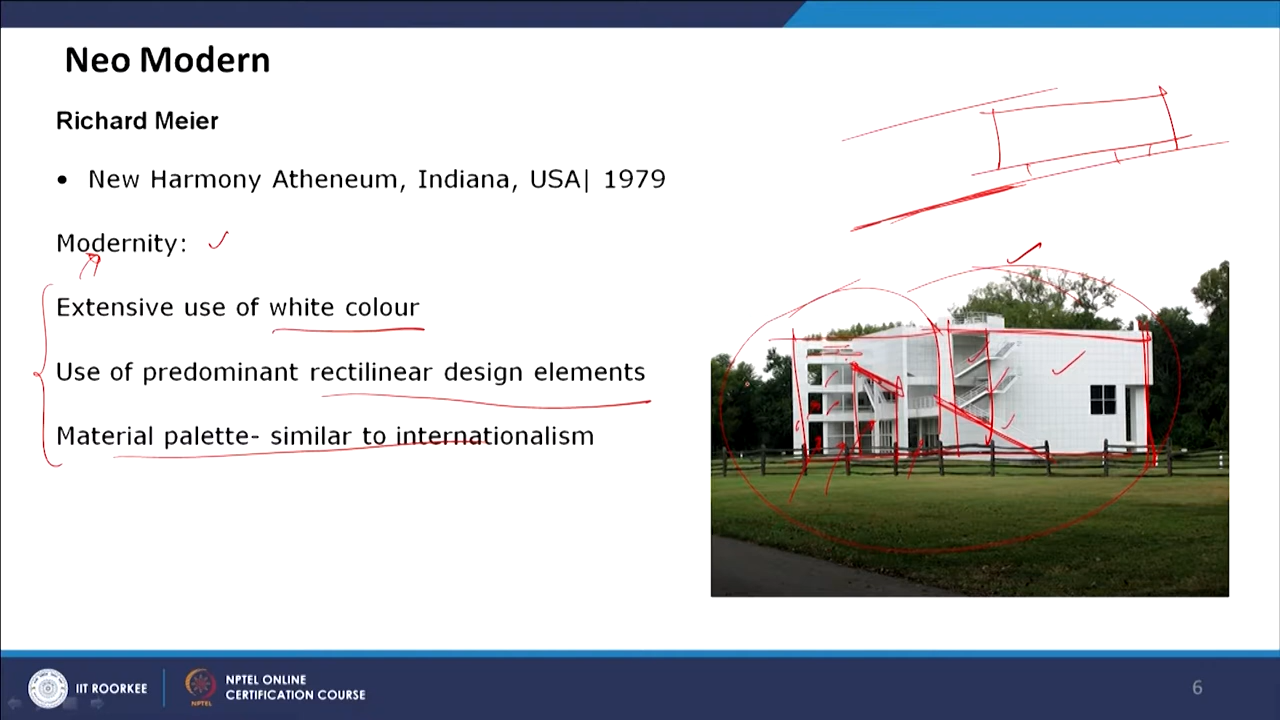 Neo Modern
Richard Meier
• New Harmony Atheneum, Indiana, USA| 1979
Modernity:
Extensive use of white colour
Use of predominant rectilinear design elements
Material palette- similar to internationalism
IIT ROORKEE
NPTEL
NPTEL ONLINE
CERTIFICATION COURSE
6